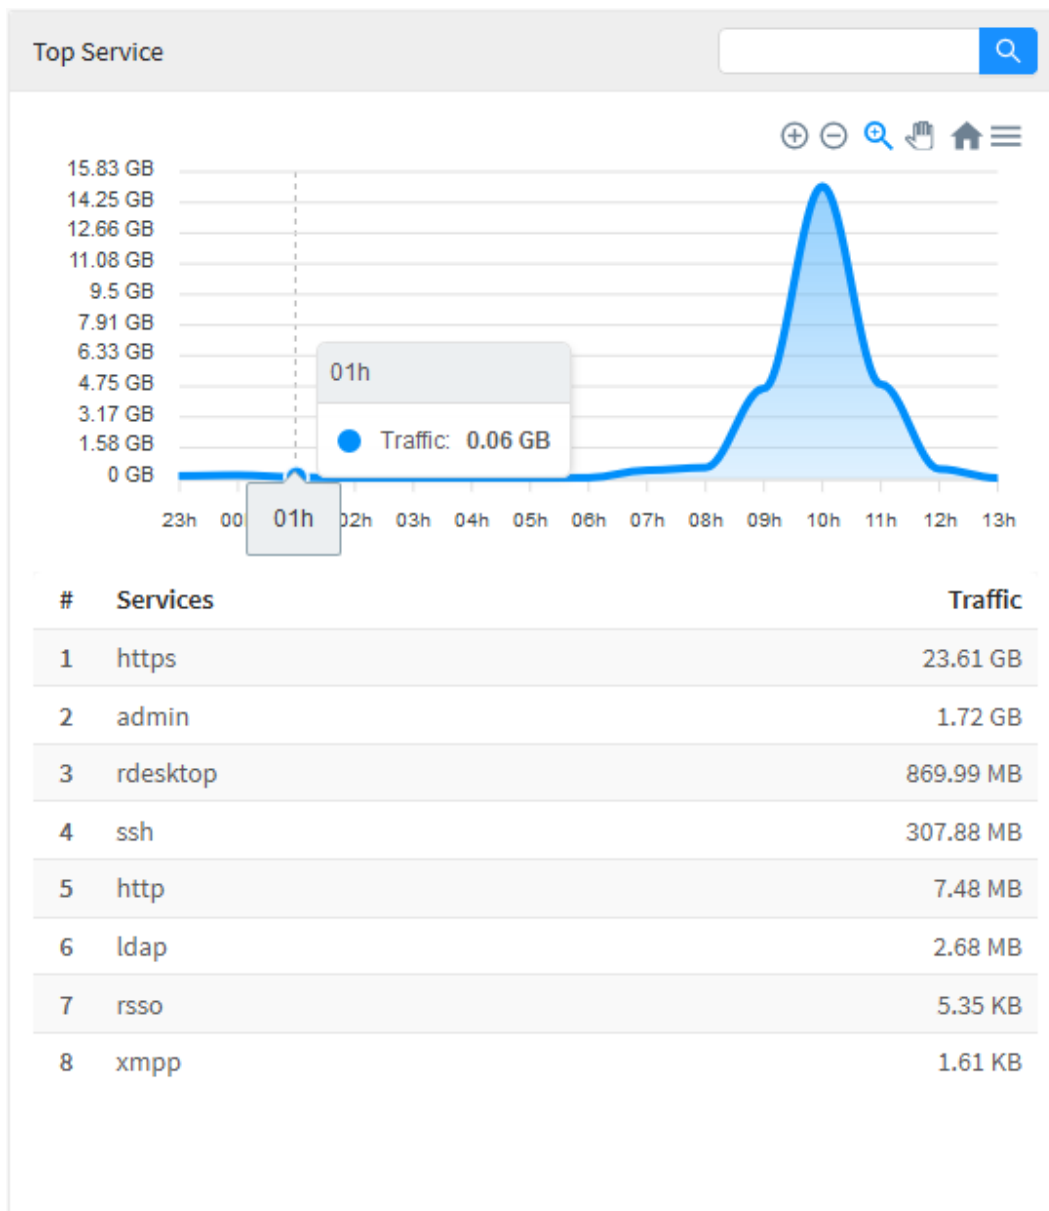 Top Service
15.83 GB
14.25 GB
12.66 GB
11.08 GB
9.5 GB
7.91 GB
6.33 GB
4.75 GB
3.17 GB
1.58 GB
0 GB
01h
Traffic: 0.06 GB
23h 00 01h 02h 03h 04h 05h 06h 07h 08h 09h 10h 11h 12h 13h
# Services Traffic
1 https 23.61 GB
2 admin 1.72 GB
3 rdesktop 869.99 MB
4 ssh 307.88 MB
5 http 7.48 MB
6 ldap 2.68 MB
7 rsso 5.35 KB
8 xmpp 1.61 KB